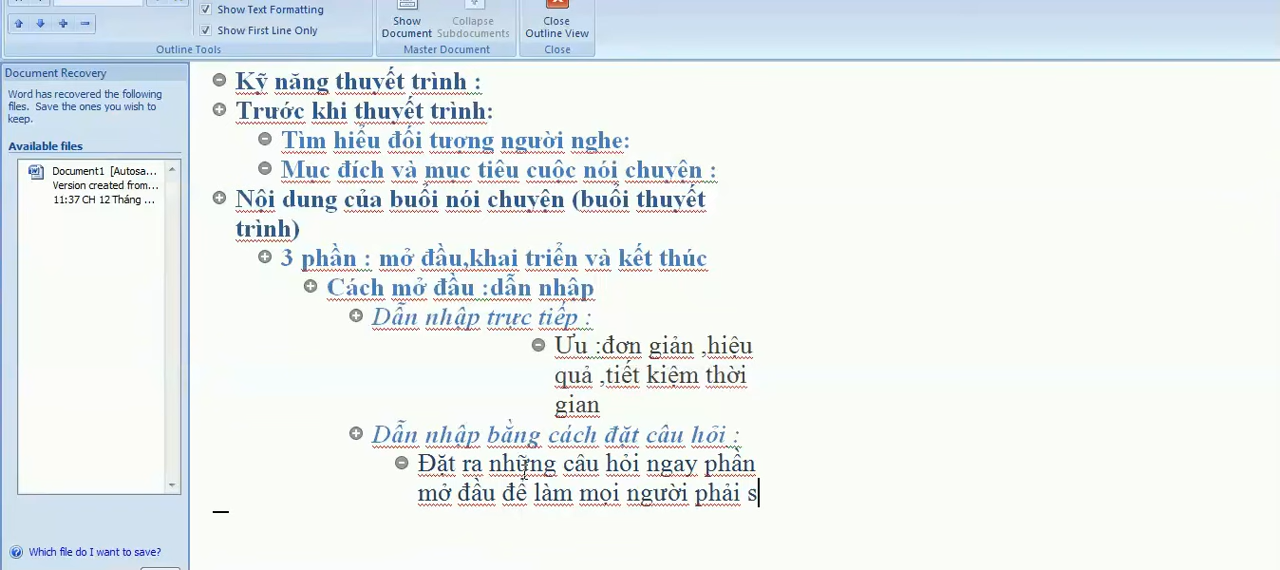 Show Text Formatting
Show First Line Only
Outline Tools
Show Document
Collapse Subdocuments
Master Document
Close Outline View
Close
Document Recovery
Word has recovered the following
files. Save the ones you wish to
keep.
Available files
Document1 [Autosa...
Version created from...
11:37 CH 12 Tháng ...
Which file do I want to save?
Kỹ năng thuyết trình :
Trước khi thuyết trình:
Tìm hiểu đối tượng người nghe:
Mục đích và mục tiêu cuộc nói chuyện :
Nội dung của buổi nói chuyện (buổi thuyết
trình)
3 phần : mở đầu,khai triển và kết thúc
Cách mở đầu :dẫn nhập
Dẫn nhập trực tiếp :
Ưu :đơn giản ,hiệu
quả ,tiết kiệm thời
gian
Dẫn nhập bằng cách đặt câu hỏi :
Đặt ra những câu hỏi ngay phần
mở đầu để làm mọi người phải s